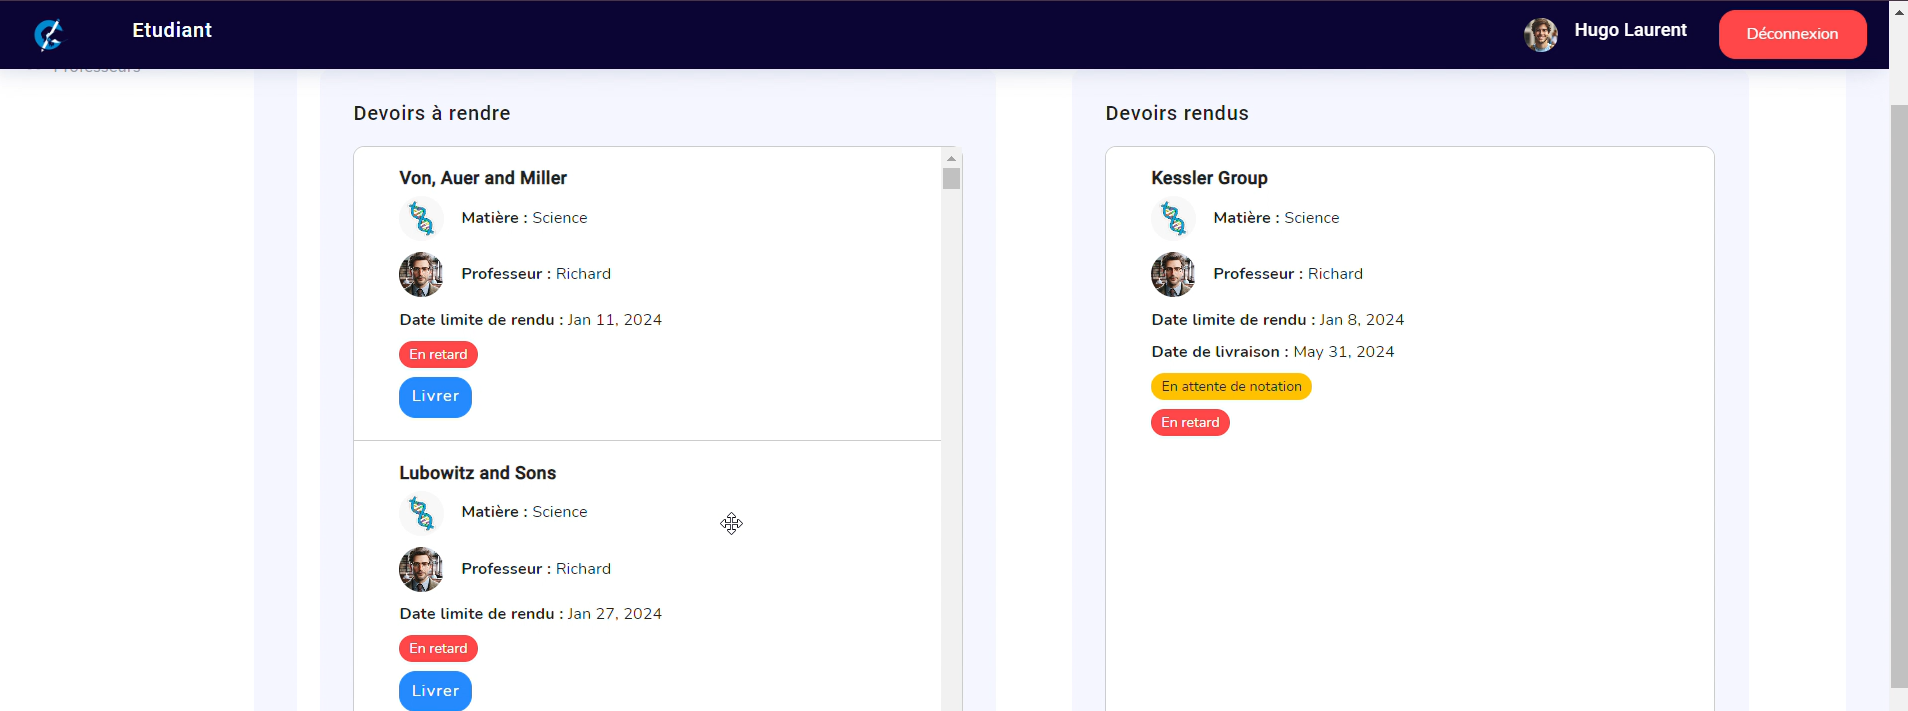 Etudiant
Hugo Laurent
Déconnexion
Professeurs
Devoirs à rendre
Von, Auer and Miller
Matière : Science
Professeur : Richard
Date limite de rendu : Jan 11, 2024
En retard
Livrer
Lubowitz and Sons
Matière : Science
Professeur : Richard
Date limite de rendu : Jan 27, 2024
En retard
Livrer
Devoirs rendus
Kessler Group
Matière : Science
Professeur : Richard
Date limite de rendu : Jan 8, 2024
Date de livraison : May 31, 2024
En attente de notation
En retard